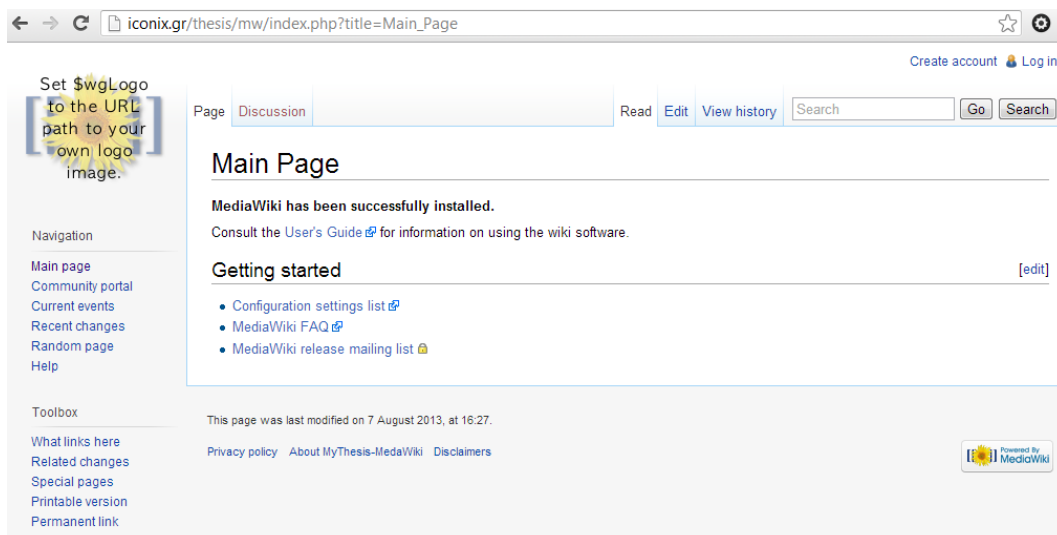 iconix.gr/thesis/mw/index.php?title=Main_Page
Create account Log in
Set $wgLogo
to the URL
path to your
own logo
image.
Page Discussion Read Edit View history Search Go Search
Main Page
MediaWiki has been successfully installed.
Consult the User's Guide for information on using the wiki software.
Getting started [edit]
Configuration settings list
MediaWiki FAQ
MediaWiki release mailing list
Navigation
Main page
Community portal
Current events
Recent changes
Random page
Help
Toolbox
What links here
Related changes
Special pages
Printable version
Permanent link
This page was last modified on 7 August 2013, at 16:27.
Privacy policy About MyThesis-MedaWiki Disclaimers
Powered By
MediaWiki